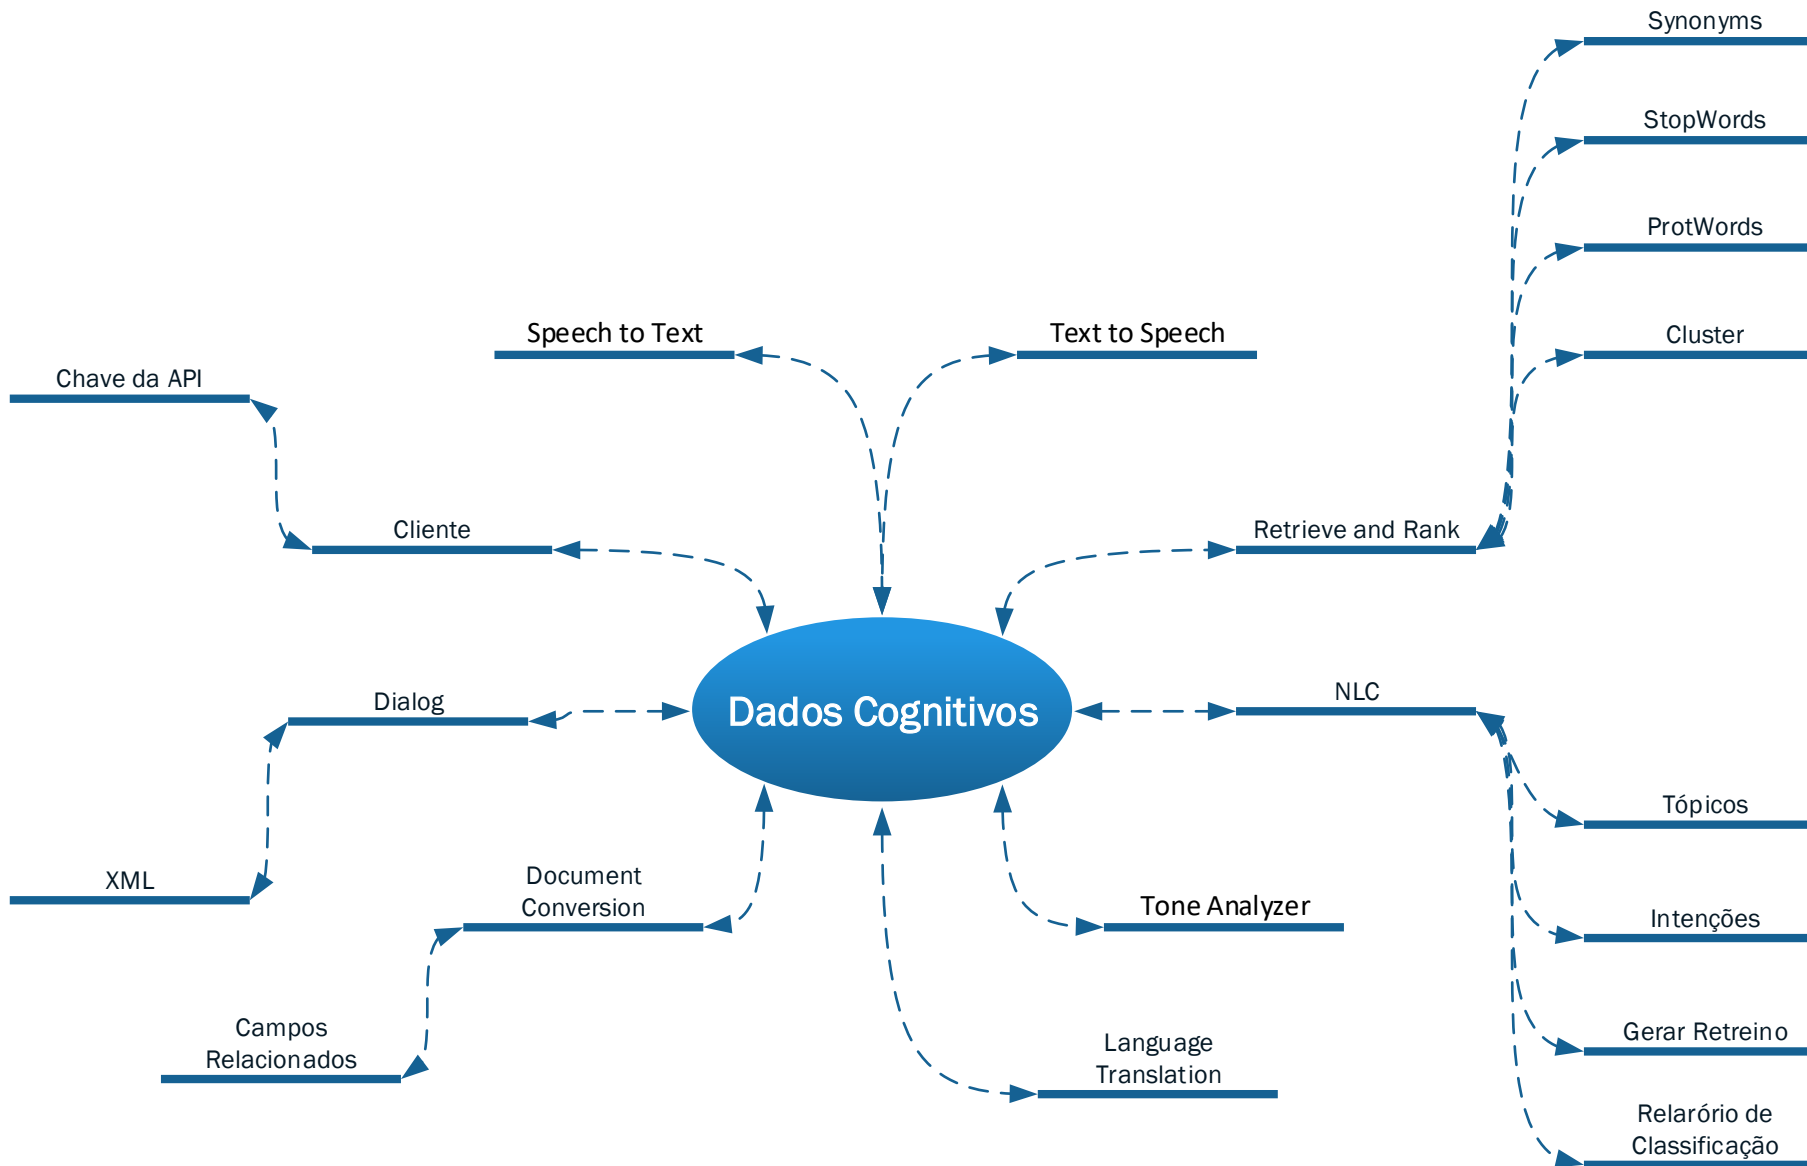 Synonyms
StopWords
ProtWords
Speech to Text
Text to Speech
Cluster
Chave da API
Cliente
Retrieve and Rank
Dialog
Dados Cognitivos
NLC
Tópicos
XML
Document
Conversion
Tone Analyzer
Intenções
Campos
Relacionados
Language
Translation
Gerar Retreino
Relarório de
Classificação